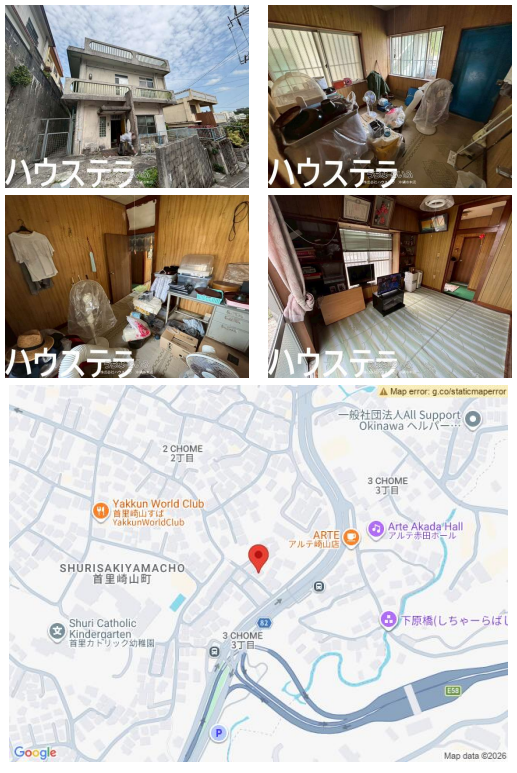 ハウステラ
ハウステラ
ハウステラ
ハウステラ
Map error: g.co/staticmaperror
一般社団法人All Support
Okinawa ヘルパー…
2 CHOME
2丁目
3 CHOME
3丁目
Yakkun World Club
首里崎山すば
YakkunWorldClub
ARTE
アルテ崎山店
Arte Akada Hall
アルテ赤田ホール
SHURISAKIYAMACHO
首里崎山町
Shuri Catholic
Kindergarten
首里カトリック幼稚園
82
3 CHOME
3丁目
下原橋(しちゃーらばし
E58
P
Google
Map data ©2026